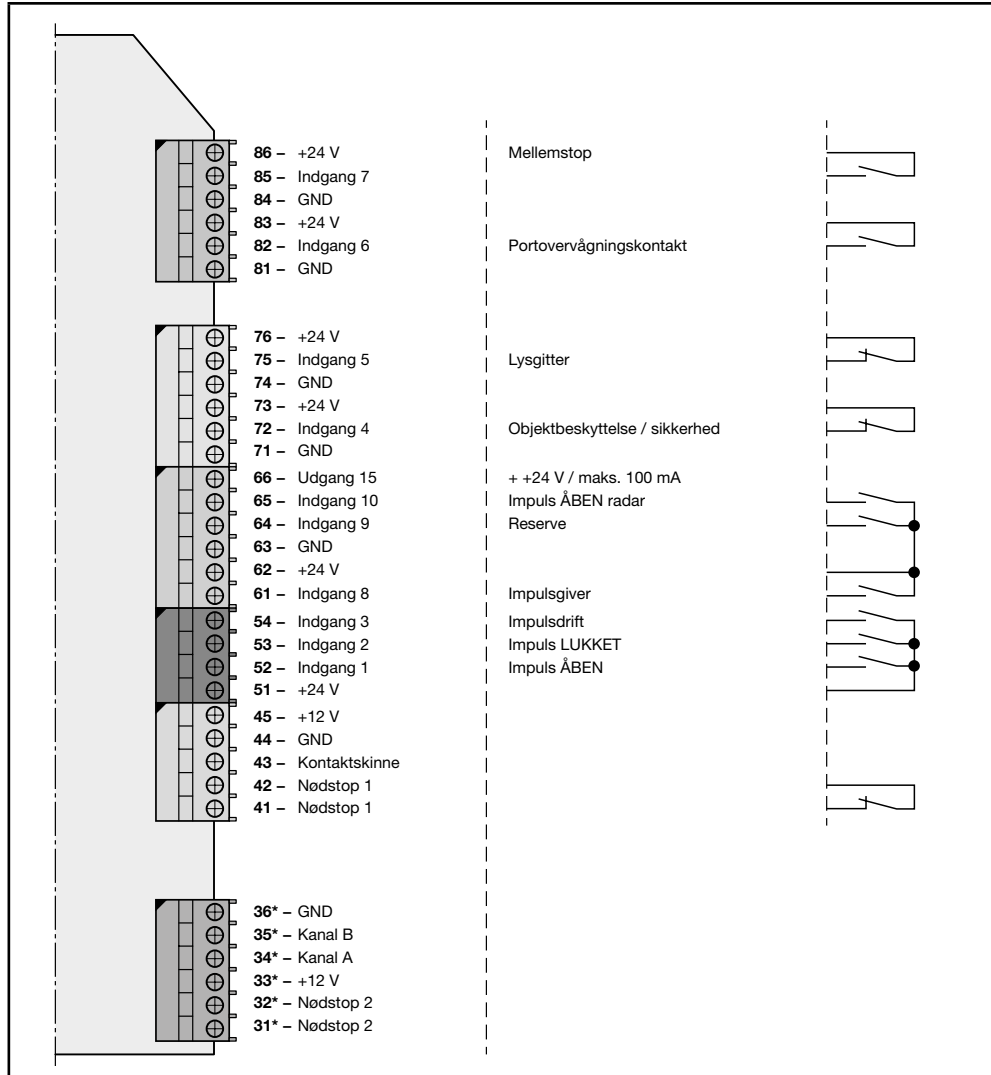 86 – +24 V Mellemstop
85 – Indgang 7
84 – GND
83 – +24 V
82 – Indgang 6 Portovervågningskontakt
81 – GND
76 – +24 V
75 – Indgang 5 Lysgitter
74 – GND
73 – +24 V
72 – Indgang 4 Objektbeskyttelse / sikkerhed
71 – GND
66 – Udgang 15 + +24 V / maks. 100 mA
65 – Indgang 10 Impuls ÅBEN radar
64 – Indgang 9 Reserve
63 – GND
62 – +24 V
61 – Indgang 8 Impulsgiver
54 – Indgang 3 Impulsdrift
53 – Indgang 2 Impuls LUKKET
52 – Indgang 1 Impuls ÅBEN
51 – +24 V
45 – +12 V
44 – GND
43 – Kontaktskinne
42 – Nødstop 1
41 – Nødstop 1
36* – GND
35* – Kanal B
34* – Kanal A
33* – +12 V
32* – Nødstop 2
31* – Nødstop 2